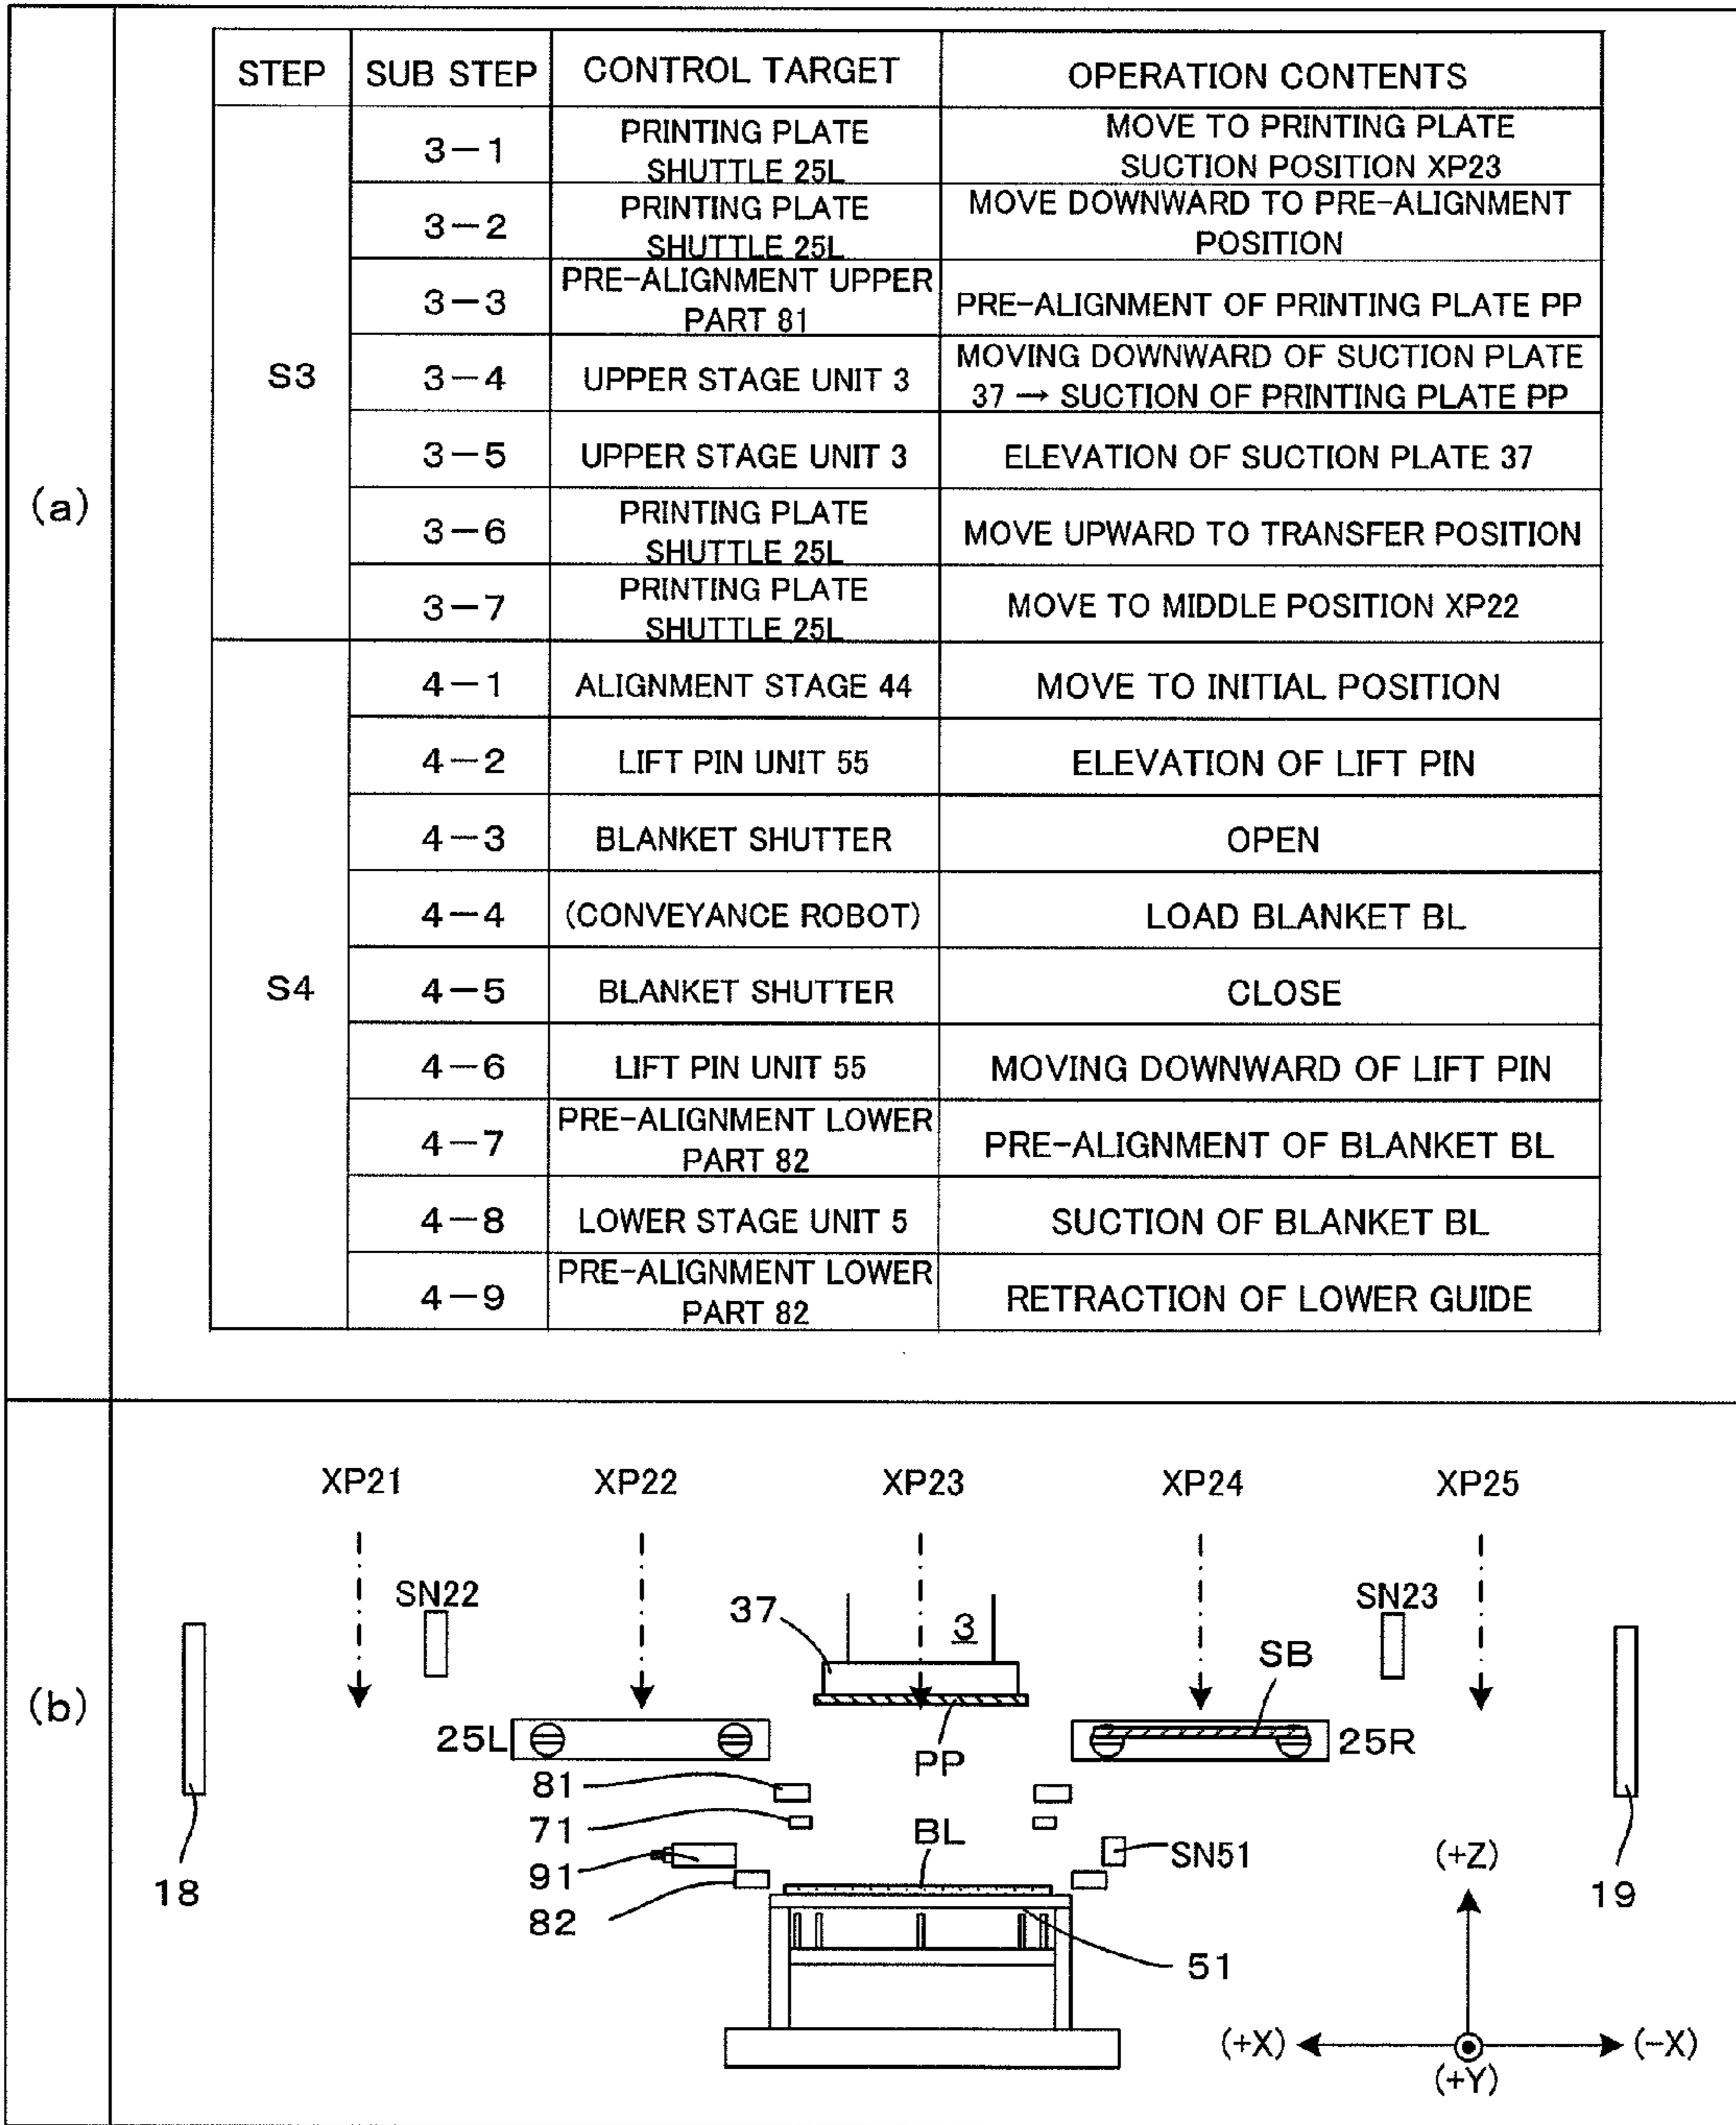 (a)
STEP SUB STEP CONTROL TARGET OPERATION CONTENTS
S3
3-1 PRINTING PLATE SHUTTLE 25L MOVE TO PRINTING PLATE SUCTION POSITION XP23
3-2 PRINTING PLATE SHUTTLE 25L MOVE DOWNWARD TO PRE-ALIGNMENT POSITION
3-3 PRE-ALIGNMENT UPPER PART 81 PRE-ALIGNMENT OF PRINTING PLATE PP
3-4 UPPER STAGE UNIT 3 MOVING DOWNWARD OF SUCTION PLATE 37 → SUCTION OF PRINTING PLATE PP
3-5 UPPER STAGE UNIT 3 ELEVATION OF SUCTION PLATE 37
3-6 PRINTING PLATE SHUTTLE 25L MOVE UPWARD TO TRANSFER POSITION
3-7 PRINTING PLATE SHUTTLE 25L MOVE TO MIDDLE POSITION XP22
S4
4-1 ALIGNMENT STAGE 44 MOVE TO INITIAL POSITION
4-2 LIFT PIN UNIT 55 ELEVATION OF LIFT PIN
4-3 BLANKET SHUTTER OPEN
4-4 (CONVEYANCE ROBOT) LOAD BLANKET BL
4-5 BLANKET SHUTTER CLOSE
4-6 LIFT PIN UNIT 55 MOVING DOWNWARD OF LIFT PIN
4-7 PRE-ALIGNMENT LOWER PART 82 PRE-ALIGNMENT OF BLANKET BL
4-8 LOWER STAGE UNIT 5 SUCTION OF BLANKET BL
4-9 PRE-ALIGNMENT LOWER PART 82 RETRACTION OF LOWER GUIDE
(b)
XP21 XP22 XP23 XP24 XP25
SN22 37 3 SN23
SB
25L PP 25R
81
71 BL
91 SN51 (+Z)
18 82 19
51
(+X) (-X)
(+Y)